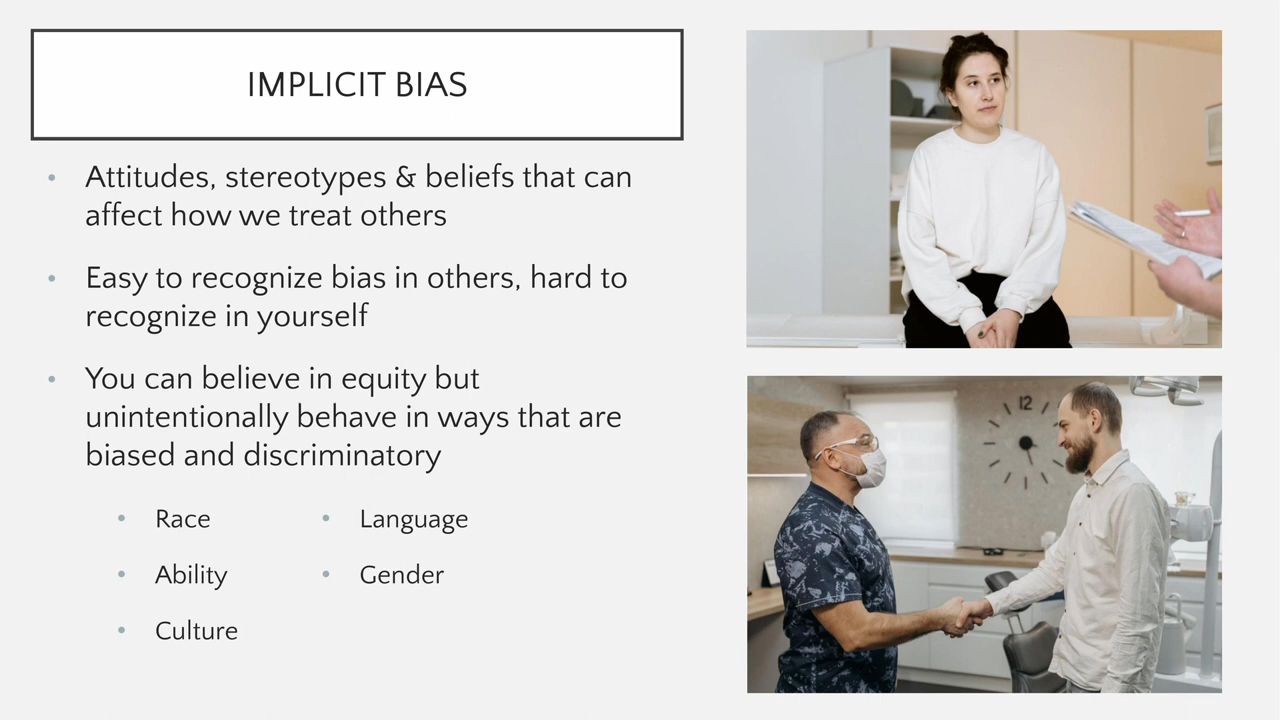 IMPLICIT BIAS
• Attitudes, stereotypes & beliefs that can
affect how we treat others
• Easy to recognize bias in others, hard to
recognize in yourself
• You can believe in equity but
unintentionally behave in ways that are
biased and discriminatory
• Race
• Ability
• Culture
• Language
• Gender
12